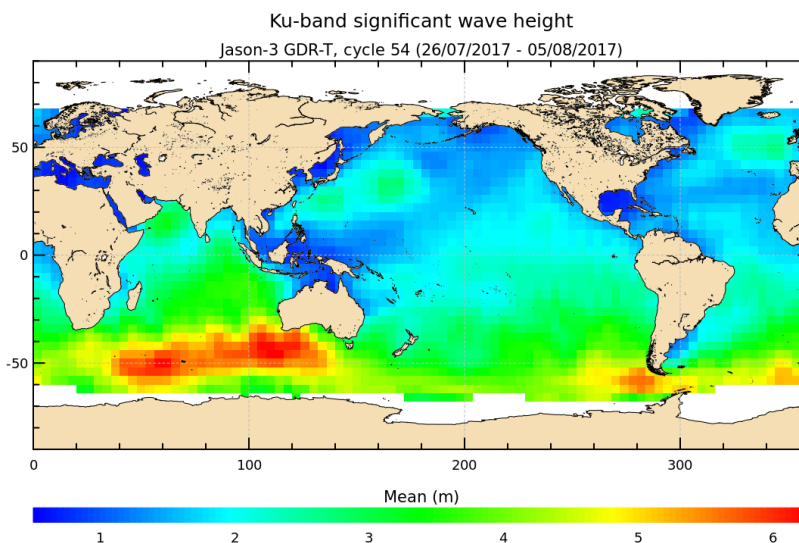 Ku-band significant wave height
Jason-3 GDR-T, cycle 54 (26/07/2017 - 05/08/2017)
50
0
-50
0 100 200 300
Mean (m)
1 2 3 4 5 6